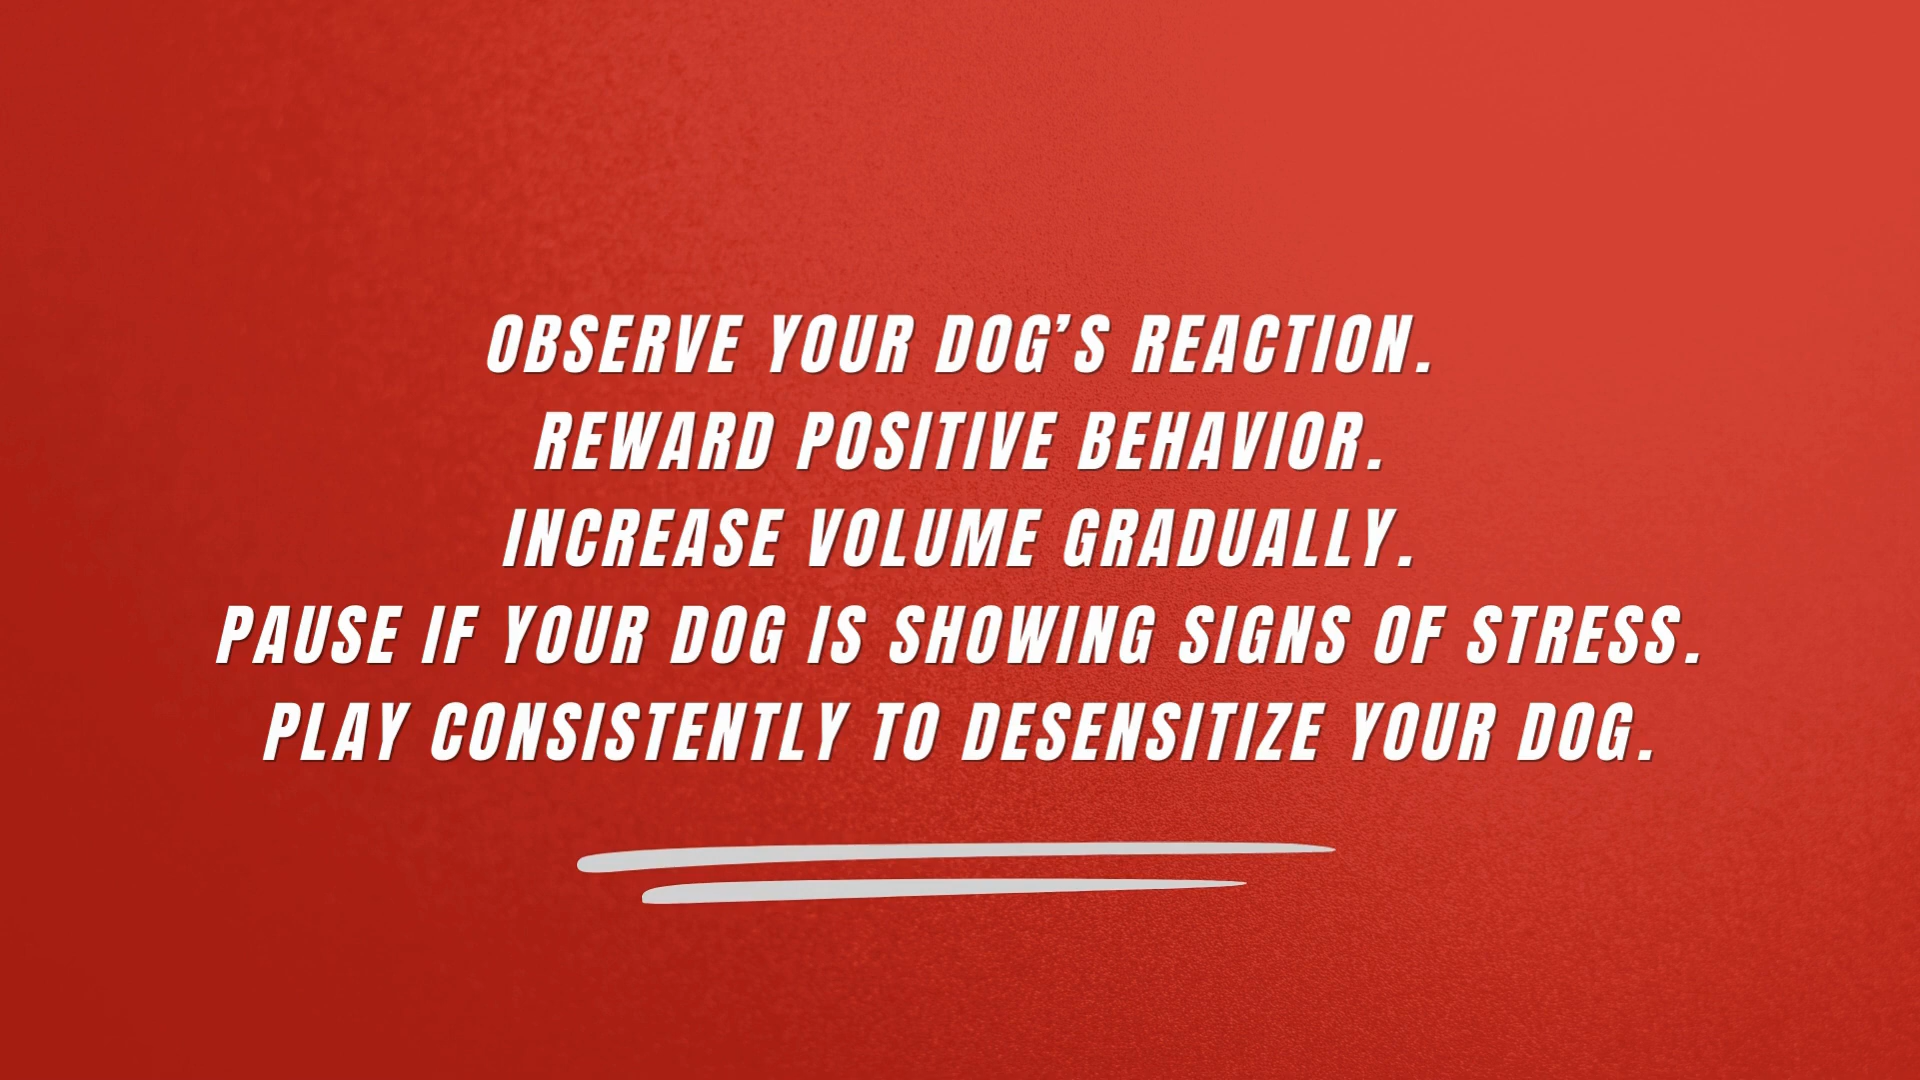 OBSERVE YOUR DOG’S REACTION.
REWARD POSITIVE BEHAVIOR.
INCREASE VOLUME GRADUALLY.
PAUSE IF YOUR DOG IS SHOWING SIGNS OF STRESS.
PLAY CONSISTENTLY TO DESENSITIZE YOUR DOG.